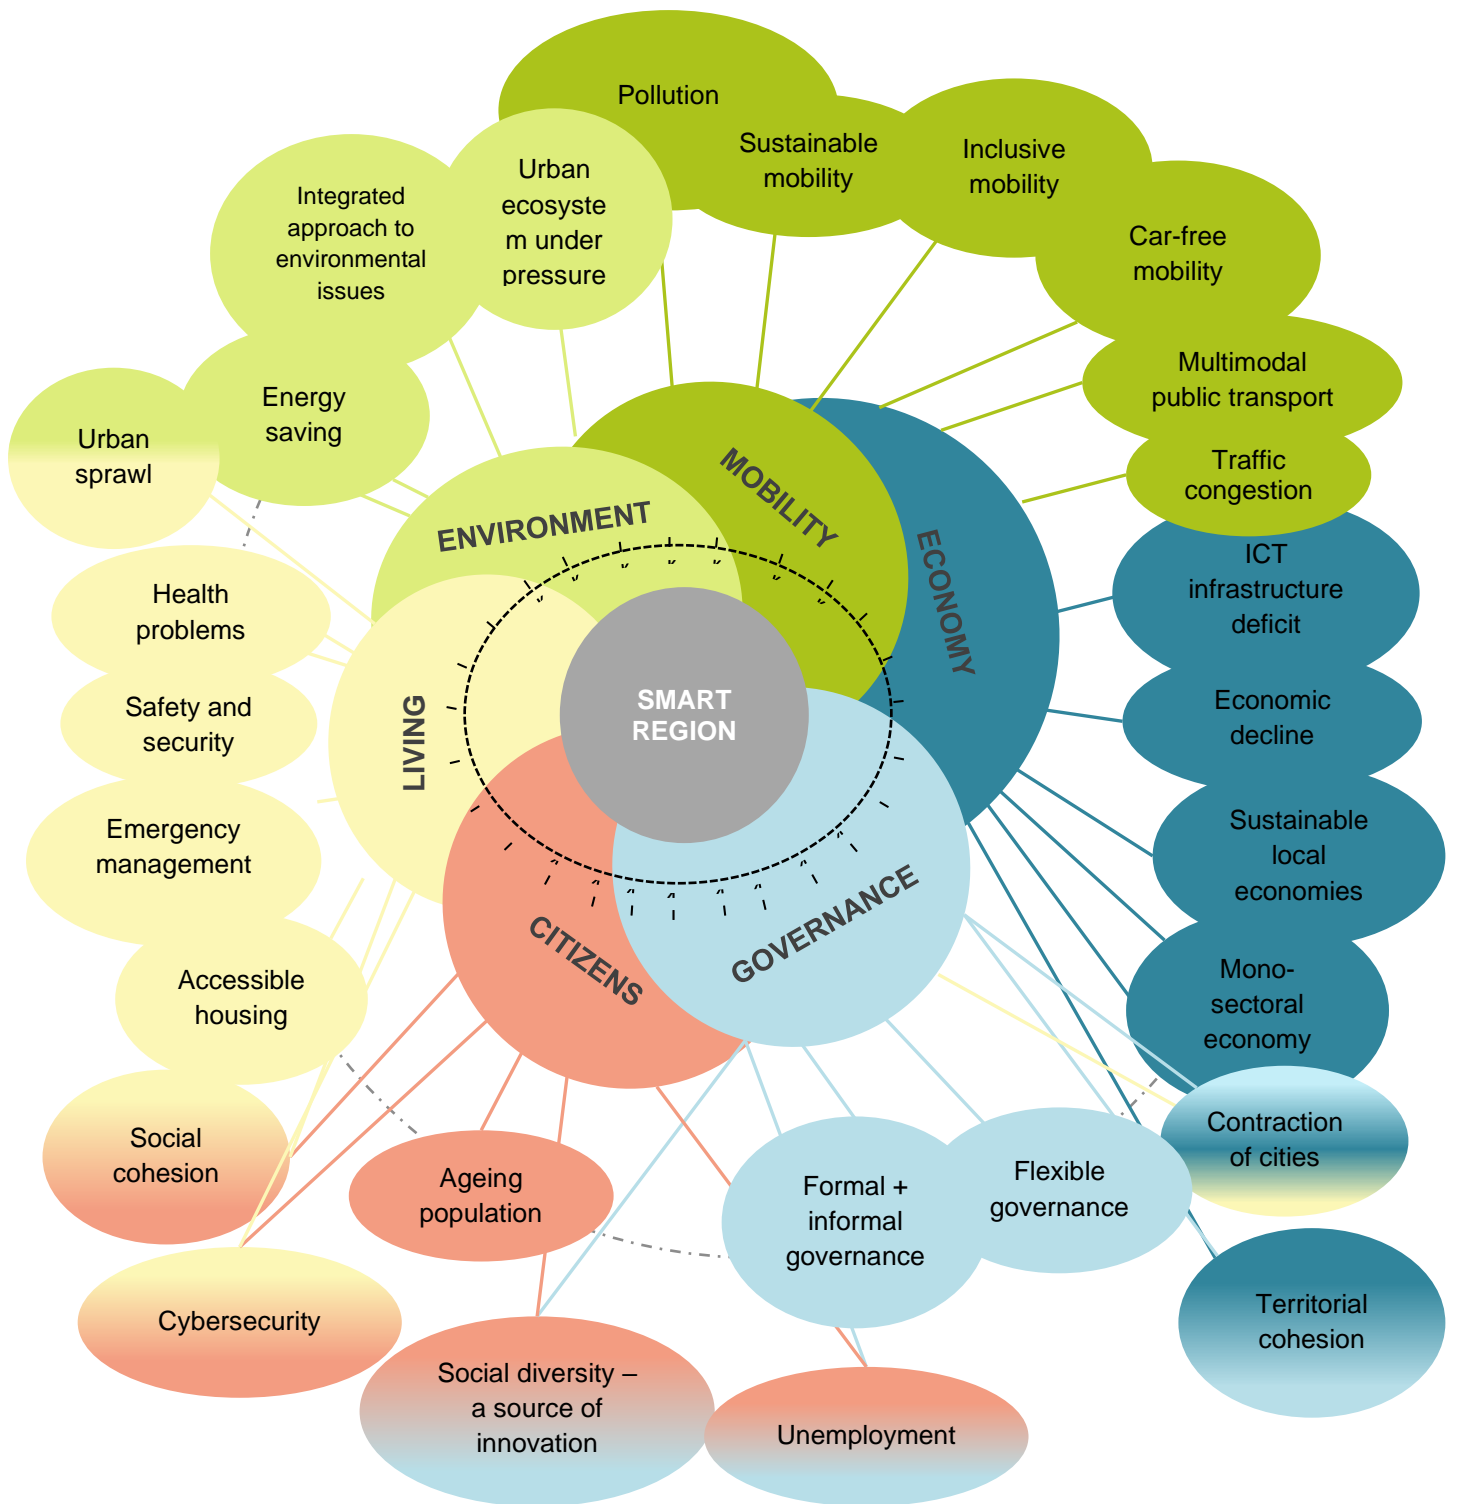 Pollution
Sustainable
mobility
Inclusive
mobility
Car-free
mobility
Multimodal
public transport
Traffic
congestion
Urban
ecosyste
m under
pressure
Integrated
approach to
environmental
issues
Energy
saving
Urban
sprawl
Health
problems
Safety and
security
Emergency
management
Accessible
housing
Social
cohesion
Cybersecurity
Ageing
population
Social diversity –
a source of
innovation
Unemployment
Formal +
informal
governance
Flexible
governance
Territorial
cohesion
Contraction
of cities
Mono-
sectoral
economy
Sustainable
local
economies
Economic
decline
ICT
infrastructure
deficit
ENVIRONMENT
MOBILITY
ECONOMY
LIVING
SMART
REGION
CITIZENS
GOVERNANCE